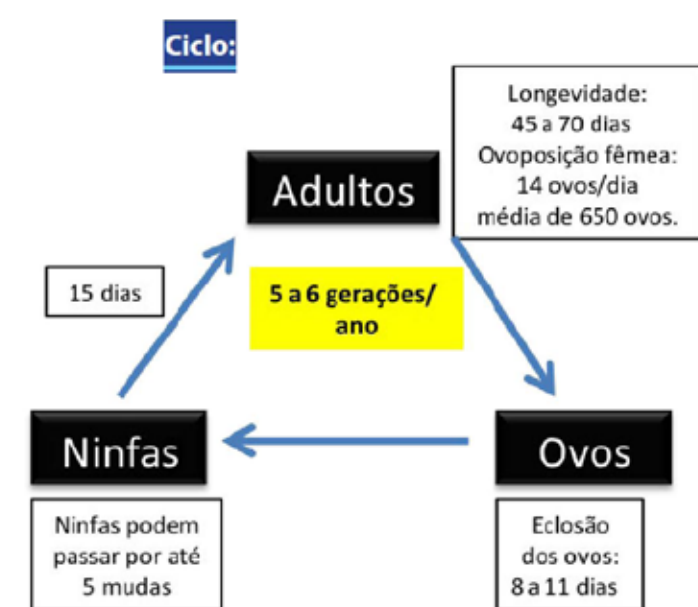 Ciclo:
Longevidade:
45 a 70 dias
Ovoposição fêmea:
14 ovos/dia
média de 650 ovos.
Adultos
15 dias
5 a 6 gerações/
ano
Ninfas
Ovos
Ninfas podem
passar por até
5 mudas
Eclosão
dos ovos:
8 a 11 dias